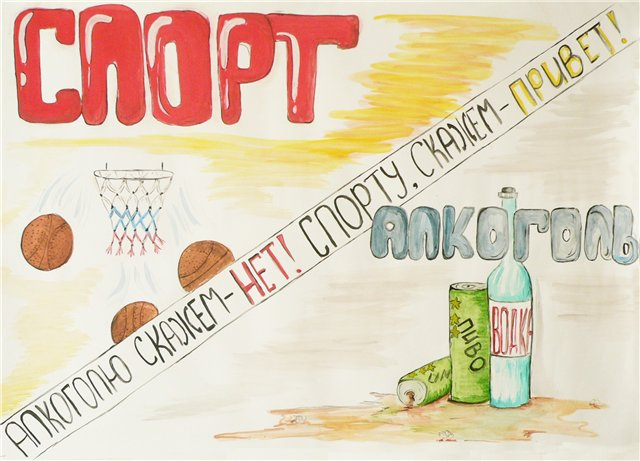 СПОРТ
АЛКОГОЛЮ СКАЖЕМ-НЕТ! СПОРТУ, СКАЖЕМ-ПРИВЕТ!
АЛКОГОЛЬ
ПИВО
ВОДКА